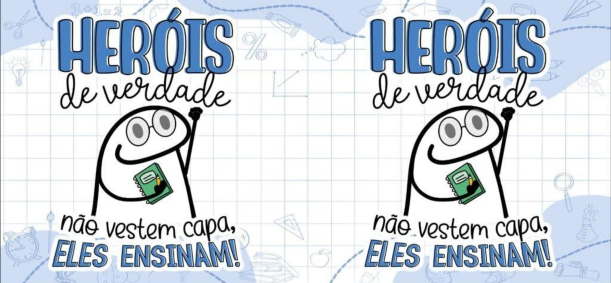 HERÓIS
de verdade
não vestem capa,
ELES ENSINAM!
HERÓIS
de verdade
não vestem capa,
ELES ENSINAM!